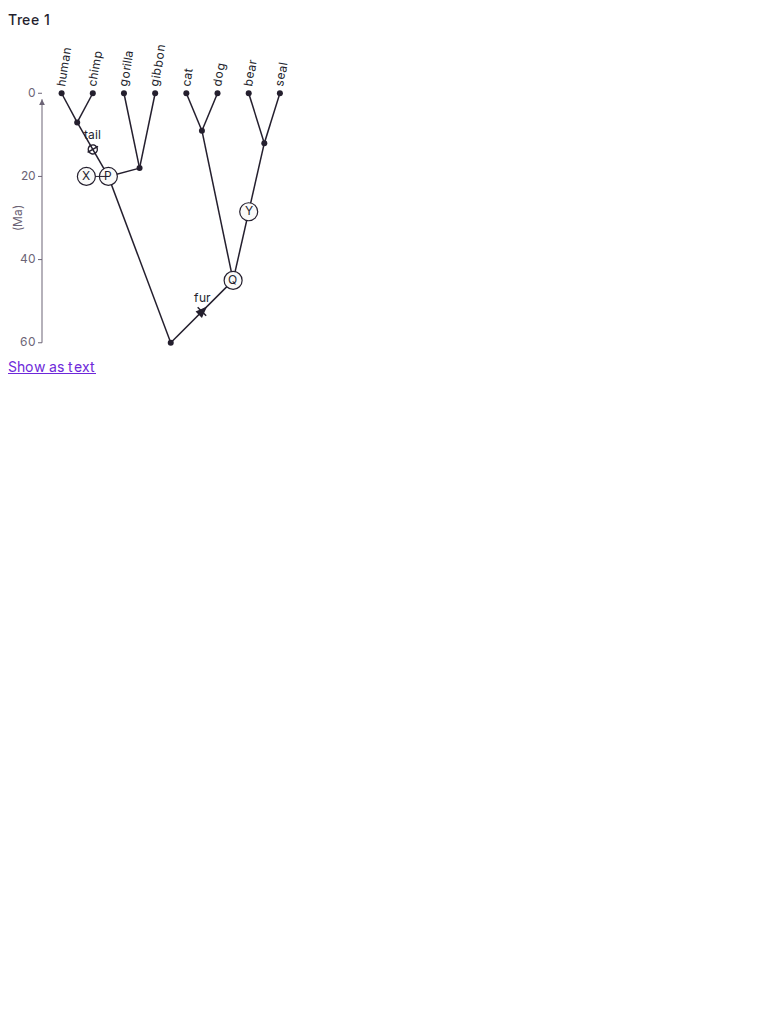 Tree 1
human
chimp
gorilla
gibbon
cat
dog
bear
seal
0
tail
X
P
20
(Ma)
Y
40
Q
fur
60
Show as text